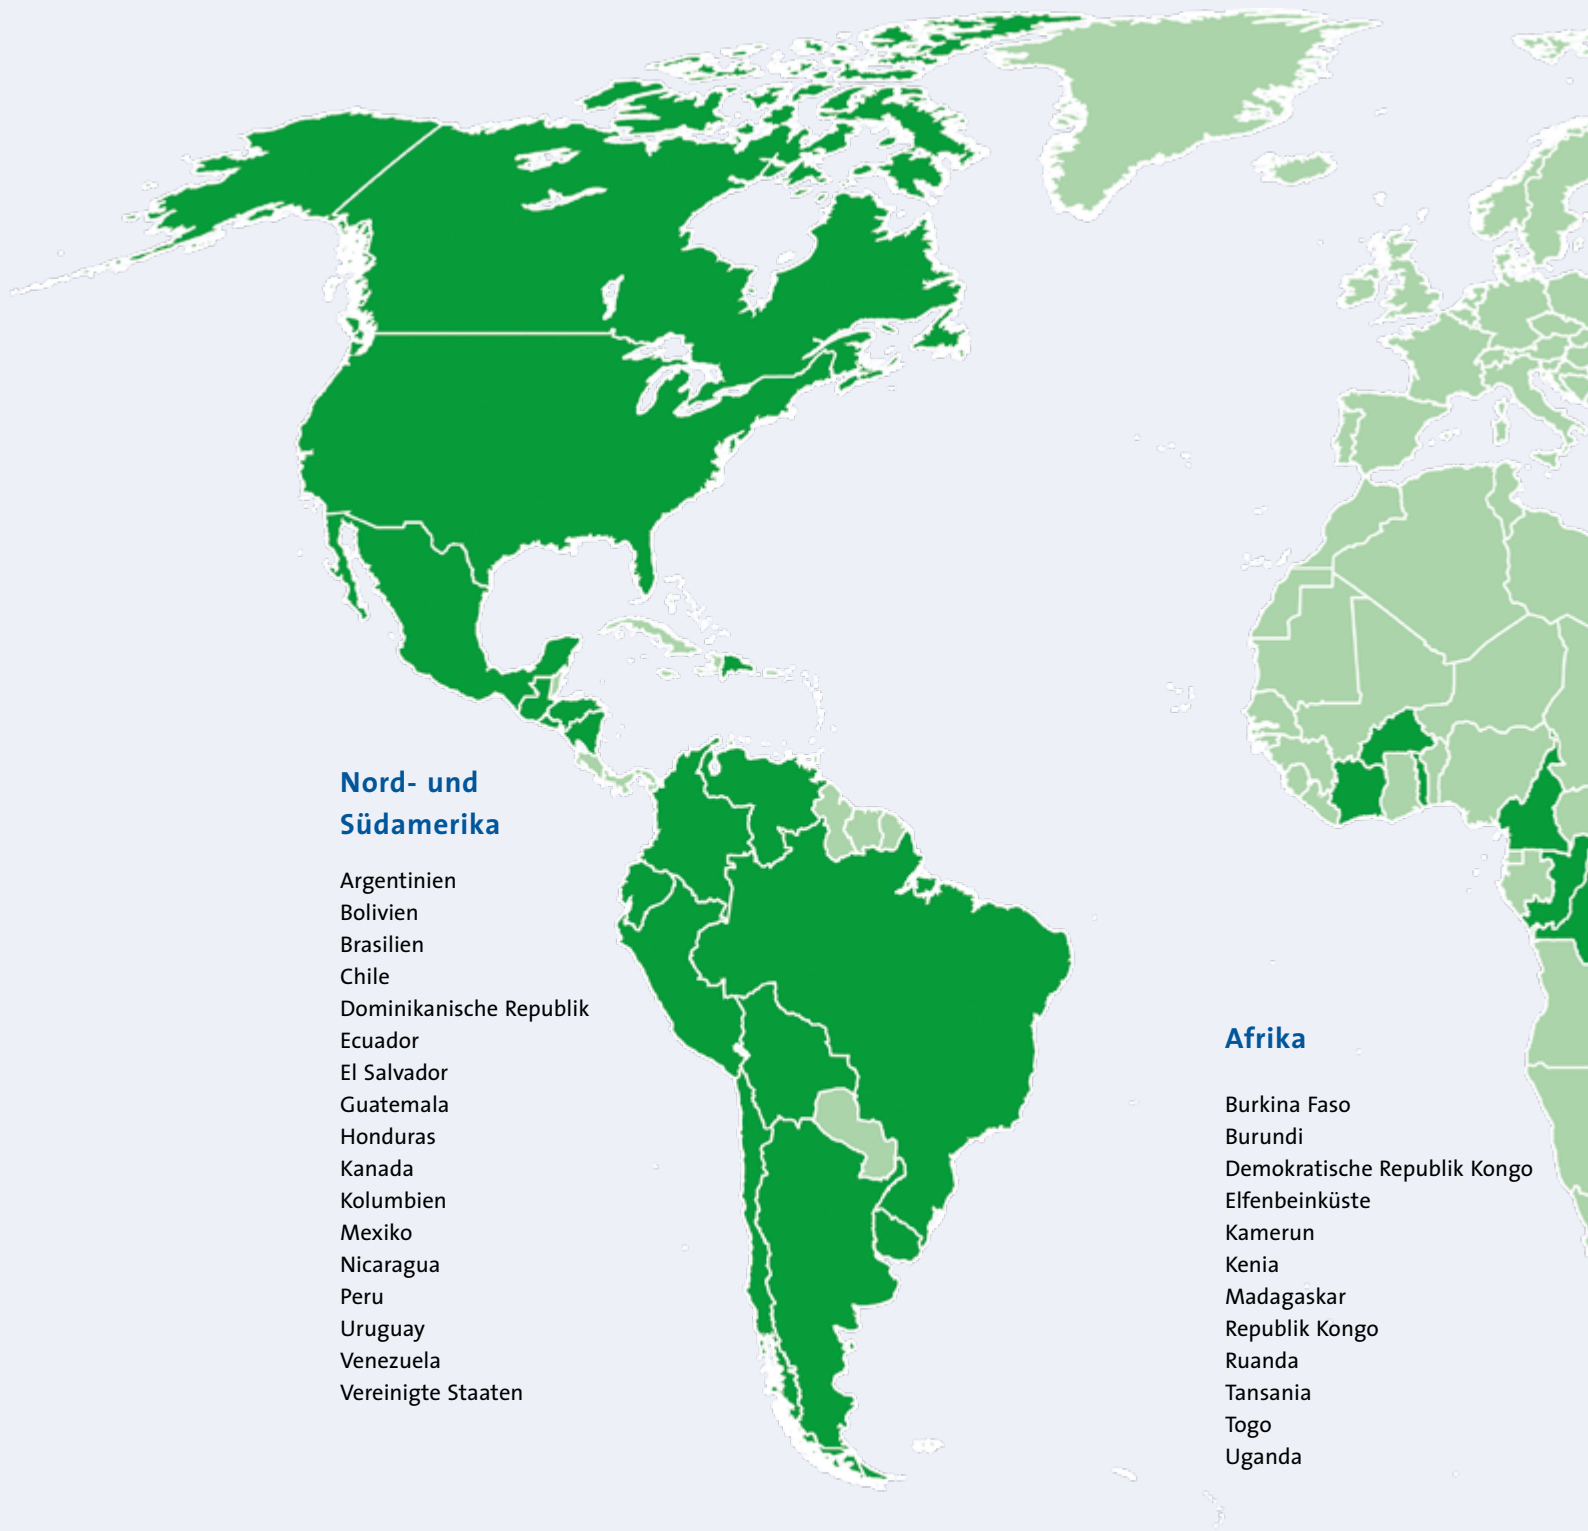 Nord- und
Südamerika
Argentinien
Bolivien
Brasilien
Chile
Dominikanische Republik
Ecuador
El Salvador
Guatemala
Honduras
Kanada
Kolumbien
Mexiko
Nicaragua
Peru
Uruguay
Venezuela
Vereinigte Staaten
Afrika
Burkina Faso
Burundi
Demokratische Republik Kongo
Elfenbeinküste
Kamerun
Kenia
Madagaskar
Republik Kongo
Ruanda
Tansania
Togo
Uganda